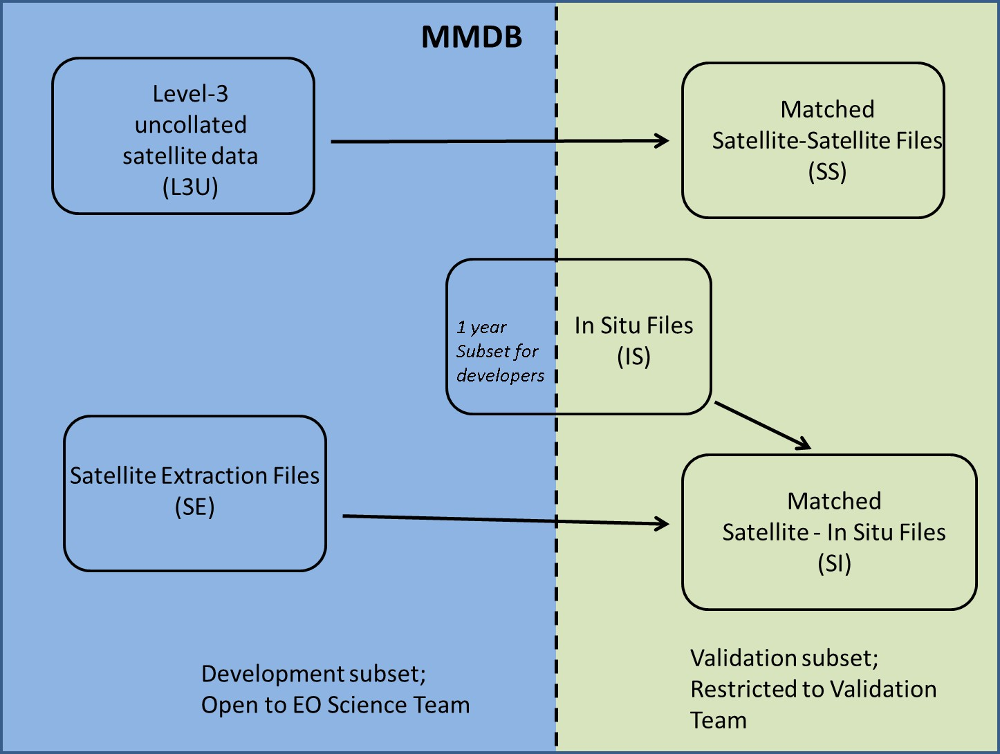 MMDB
Level-3
uncollated
satellite data
(L3U)
Matched
Satellite-Satellite Files
(SS)
1 year
Subset for
developers
In Situ Files
(IS)
Satellite Extraction Files
(SE)
Matched
Satellite - In Situ Files
(SI)
Development subset;
Open to EO Science Team
Validation subset;
Restricted to Validation
Team